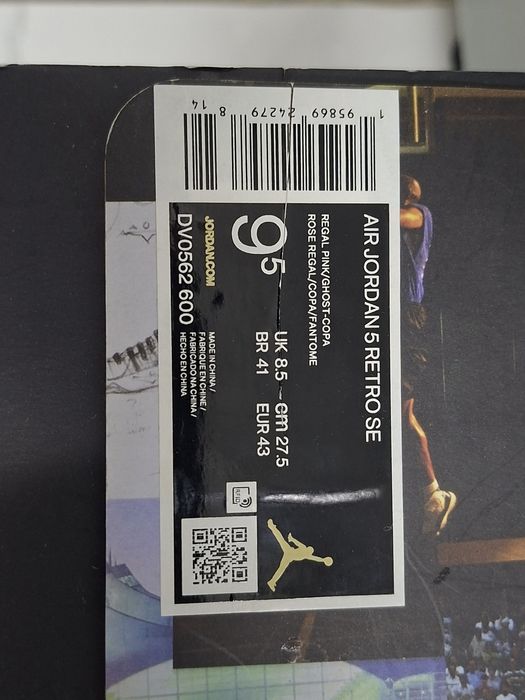 AIR JORDAN 5 RETRO SE
REGAL PINK/GHOST-COPA
ROSE REGAL/COPA/FANTOME
9⁵
UK 8.5 cm 27.5
BR 41 EUR 43
JORDAN.COM
DV0562 600
MADE IN CHINA /
FABRIQUE EN CHINE /
FABRICADO NA CHINA /
HECHO EN CHINA
1 95869 24279 8 14